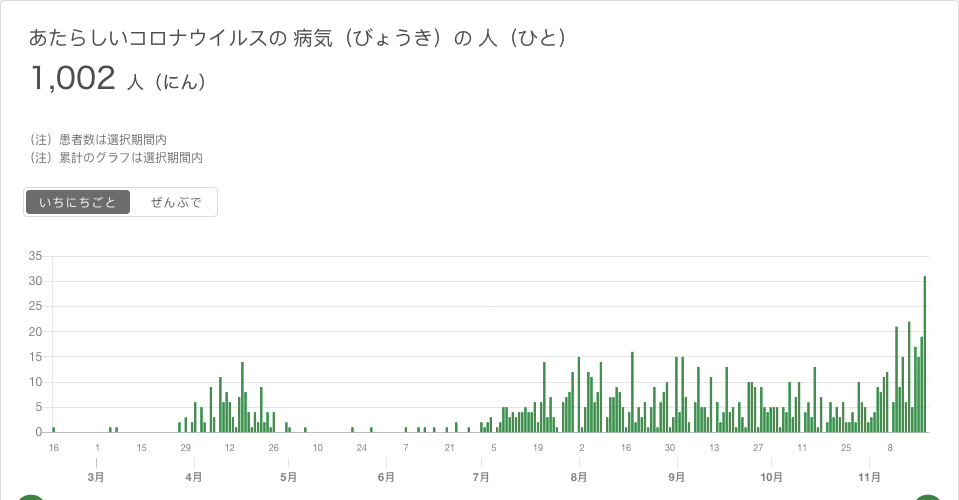 あたらしいコロナウイルスの 病気（びょうき）の 人（ひと）
1,002 人（にん）
（注）患者数は選択期間内
（注）累計のグラフは選択期間内
いちにちごと ぜんぶで
35
30
25
20
15
10
5
0
16 1 15 29 12 26 10 24 7 21 5 19 2 16 30 13 27 11 25 8
3月 4月 5月 6月 7月 8月 9月 10月 11月